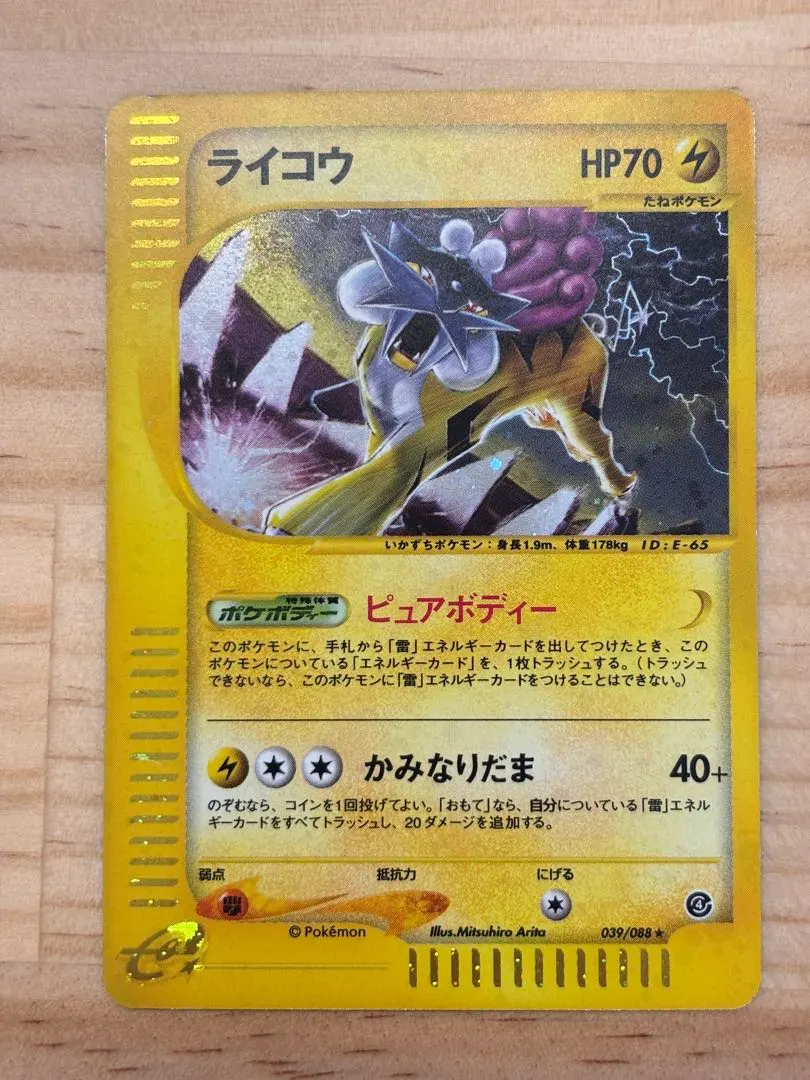 ライコウ HP70
たねポケモン
いかずちポケモン：身長1.9m、体重178kg ID:E-65
特殊体質
ポケボディー ピュアボディー
このポケモンに、手札から「雷」エネルギーカードを出してつけたとき、この
ポケモンについている「エネルギーカード」を、1枚トラッシュする。（トラッシュ
できないなら、このポケモンに「雷」エネルギーカードをつけることはできない。）
かみなりだま 40+
のぞむなら、コインを1回投げてよい。「おもて」なら、自分についている「雷」エネル
ギーカードをすべてトラッシュし、20ダメージを追加する。
弱点 抵抗力 にげる
4
© Pokémon Illus.Mitsuhiro Arita 039/088★